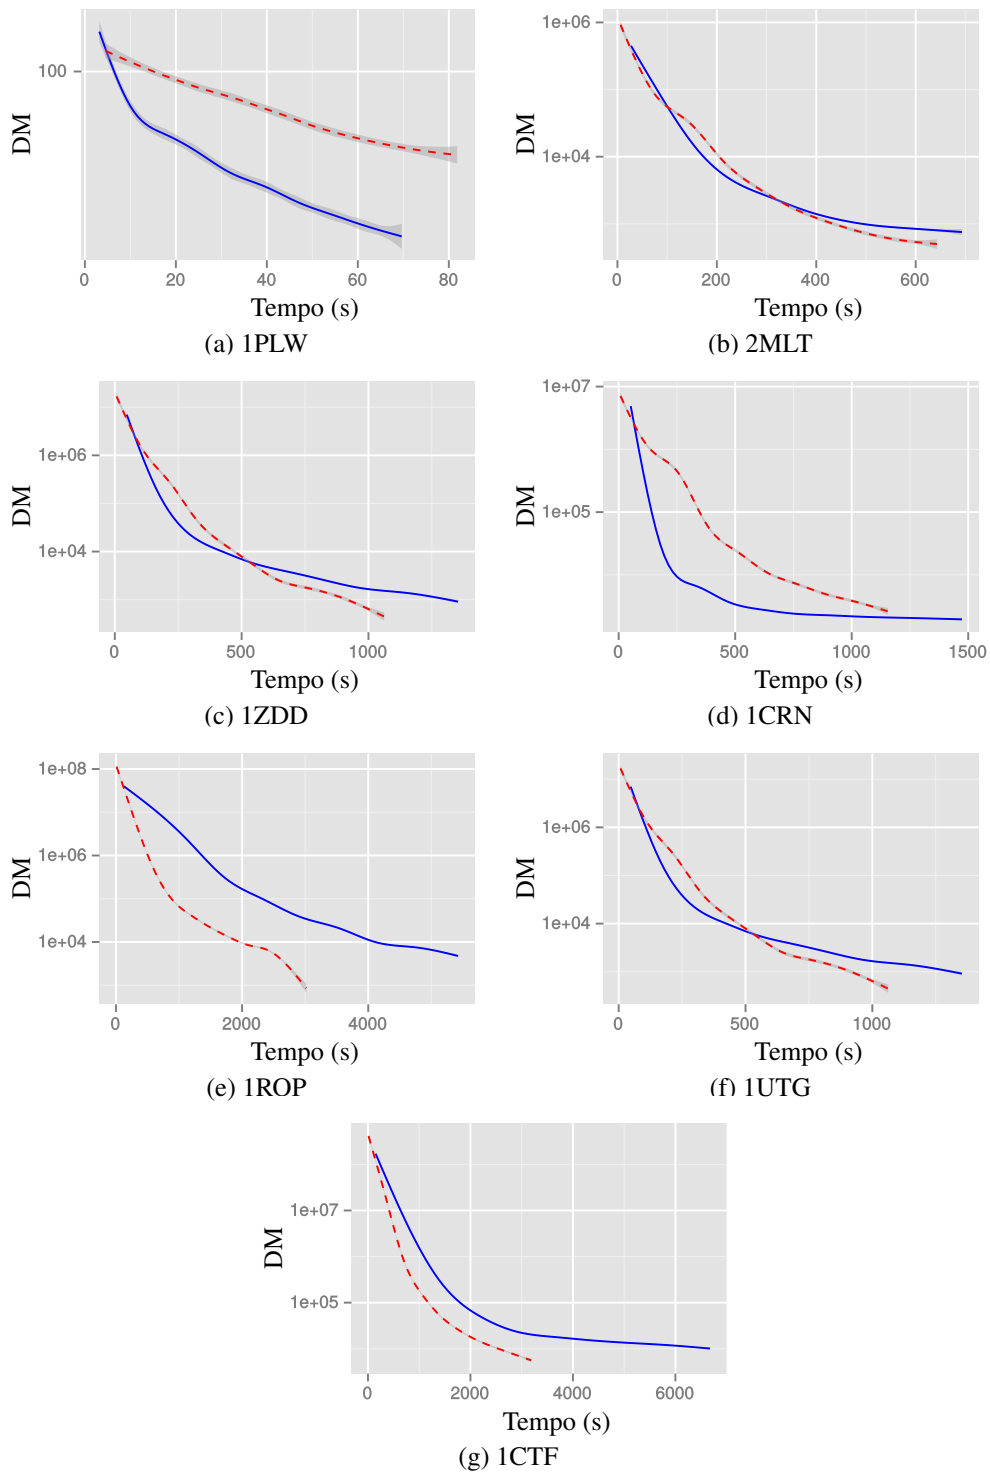 DM
100
0 20 40 60 80
Tempo (s)
(a) 1PLW
DM
1e+06
1e+04
0 200 400 600
Tempo (s)
(b) 2MLT
DM
1e+06
1e+04
0 500 1000
Tempo (s)
(c) 1ZDD
DM
1e+07
1e+05
0 500 1000 1500
Tempo (s)
(d) 1CRN
DM
1e+08
1e+06
1e+04
0 2000 4000
Tempo (s)
(e) 1ROP
DM
1e+06
1e+04
0 500 1000
Tempo (s)
(f) 1UTG
DM
1e+07
1e+05
0 2000 4000 6000
Tempo (s)
(g) 1CTF